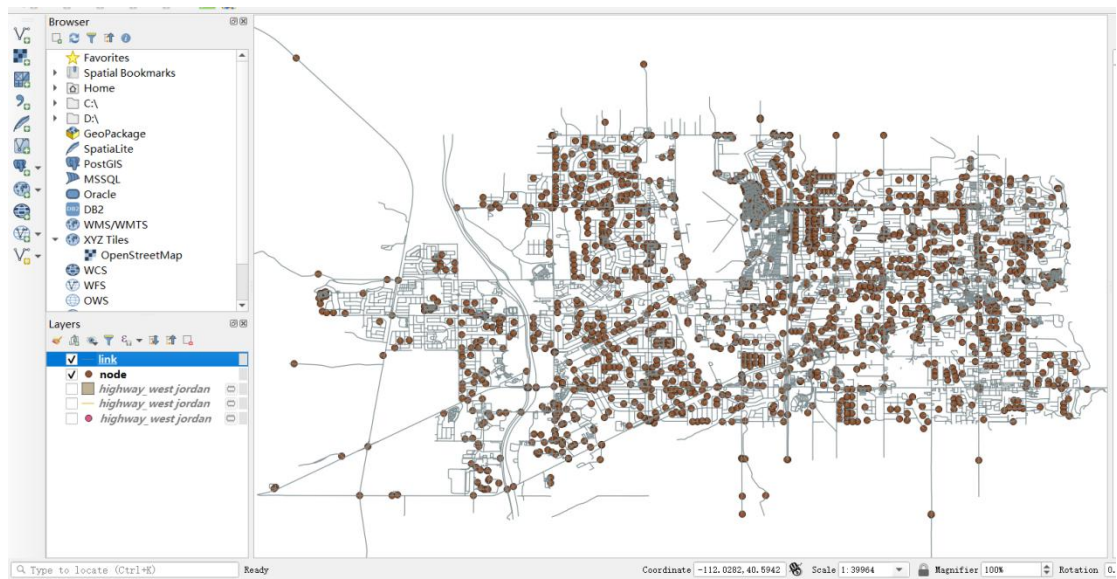 Browser
Favorites
Spatial Bookmarks
Home
C:\
D:\
GeoPackage
SpatiaLite
PostGIS
MSSQL
Oracle
DB2
WMS/WMTS
XYZ Tiles
OpenStreetMap
WCS
WFS
OWS
Layers
link
node
highway_west jordan
highway_west jordan
highway_west jordan
Type to locate (Ctrl+K) Ready Coordinate -112.0282,40.5942 Scale 1:39964 Magnifier 100% Rotation 0.